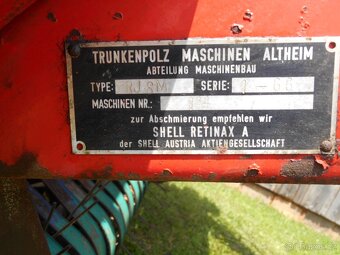 TRUNKENPOLZ MASCHINEN ALTHEIM
ABTEILUNG MASCHINENBAU
TYPE: SERIE:
MASCHINEN NR.:
zur Abschmierung empfehlen wir
SHELL RETINAX A
der SHELL AUSTRIA AKTIENGESELLSCHAFT